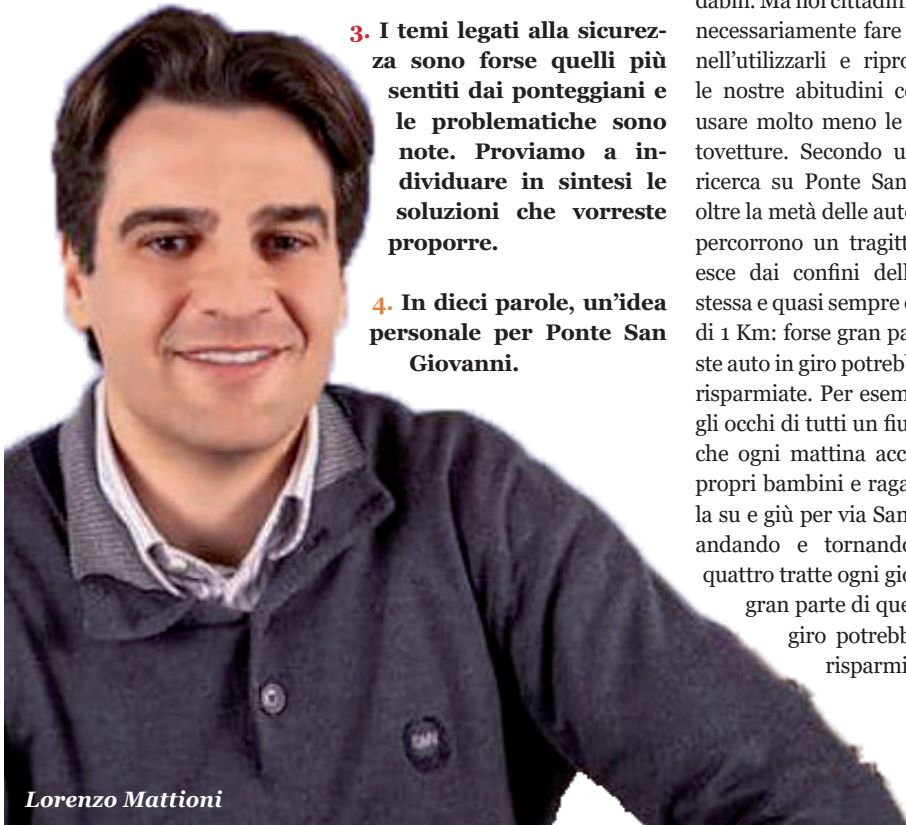 3. I temi legati alla sicurez-
za sono forse quelli più
sentiti dai ponteggiani e
le problematiche sono
note. Proviamo a in-
dividuare in sintesi le
soluzioni che vorreste
proporre.
4. In dieci parole, un’idea
personale per Ponte San
Giovanni.
dabili. Ma noi cittadini
necessariamente fare
nell’utilizzarli e ripro
le nostre abitudini c
usare molto meno le
tovetture. Secondo u
ricerca su Ponte San
oltre la metà delle aut
percorrono un tragitt
esce dai confini dell
stessa e quasi sempre
di 1 Km: forse gran pa
ste auto in giro potreb
risparmiate. Per esem
gli occhi di tutti un fiu
che ogni mattina acc
propri bambini e raga
la su e giù per via San
andando e tornando
quattro tratte ogni gio
gran parte di que
giro potrebb
risparmi
Lorenzo Mattioni